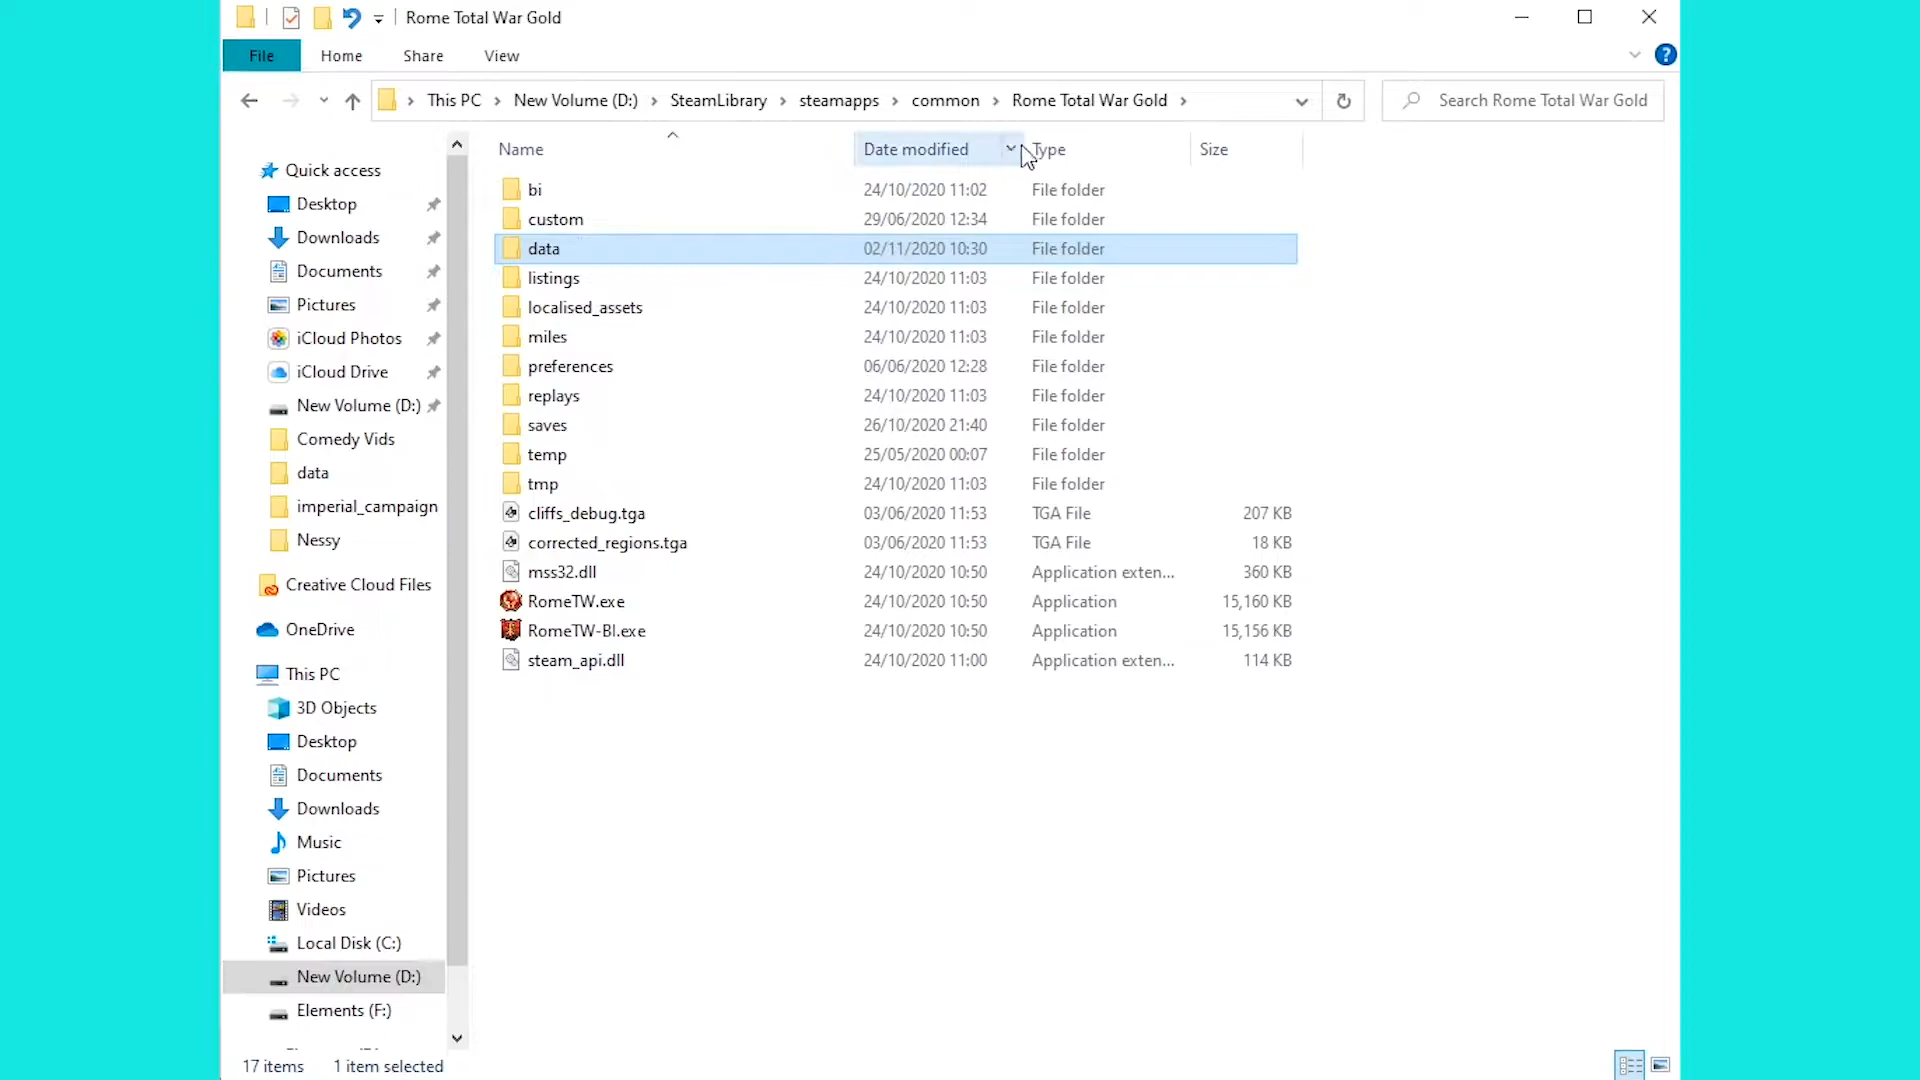 Rome Total War Gold
File Home Share View
This PC New Volume (D:) SteamLibrary steamapps common Rome Total War Gold Search Rome Total War Gold
Name Date modified Type Size
bi 24/10/2020 11:02 File folder
custom 29/06/2020 12:34 File folder
data 02/11/2020 10:30 File folder
listings 24/10/2020 11:03 File folder
localised_assets 24/10/2020 11:03 File folder
miles 24/10/2020 11:03 File folder
preferences 06/06/2020 12:28 File folder
replays 24/10/2020 11:03 File folder
saves 26/10/2020 21:40 File folder
temp 25/05/2020 00:07 File folder
tmp 24/10/2020 11:03 File folder
cliffs_debug.tga 03/06/2020 11:53 TGA File 207 KB
corrected_regions.tga 03/06/2020 11:53 TGA File 18 KB
mss32.dll 24/10/2020 10:50 Application exten... 360 KB
RomeTW.exe 24/10/2020 10:50 Application 15,160 KB
RomeTW-BI.exe 24/10/2020 10:50 Application 15,156 KB
steam_api.dll 24/10/2020 11:00 Application exten... 114 KB
Quick access
Desktop
Downloads
Documents
Pictures
iCloud Photos
iCloud Drive
New Volume (D:)
Comedy Vids
data
imperial_campaign
Nessy
Creative Cloud Files
OneDrive
This PC
3D Objects
Desktop
Documents
Downloads
Music
Pictures
Videos
Local Disk (C:)
New Volume (D:)
Elements (F:)
17 items 1 item selected